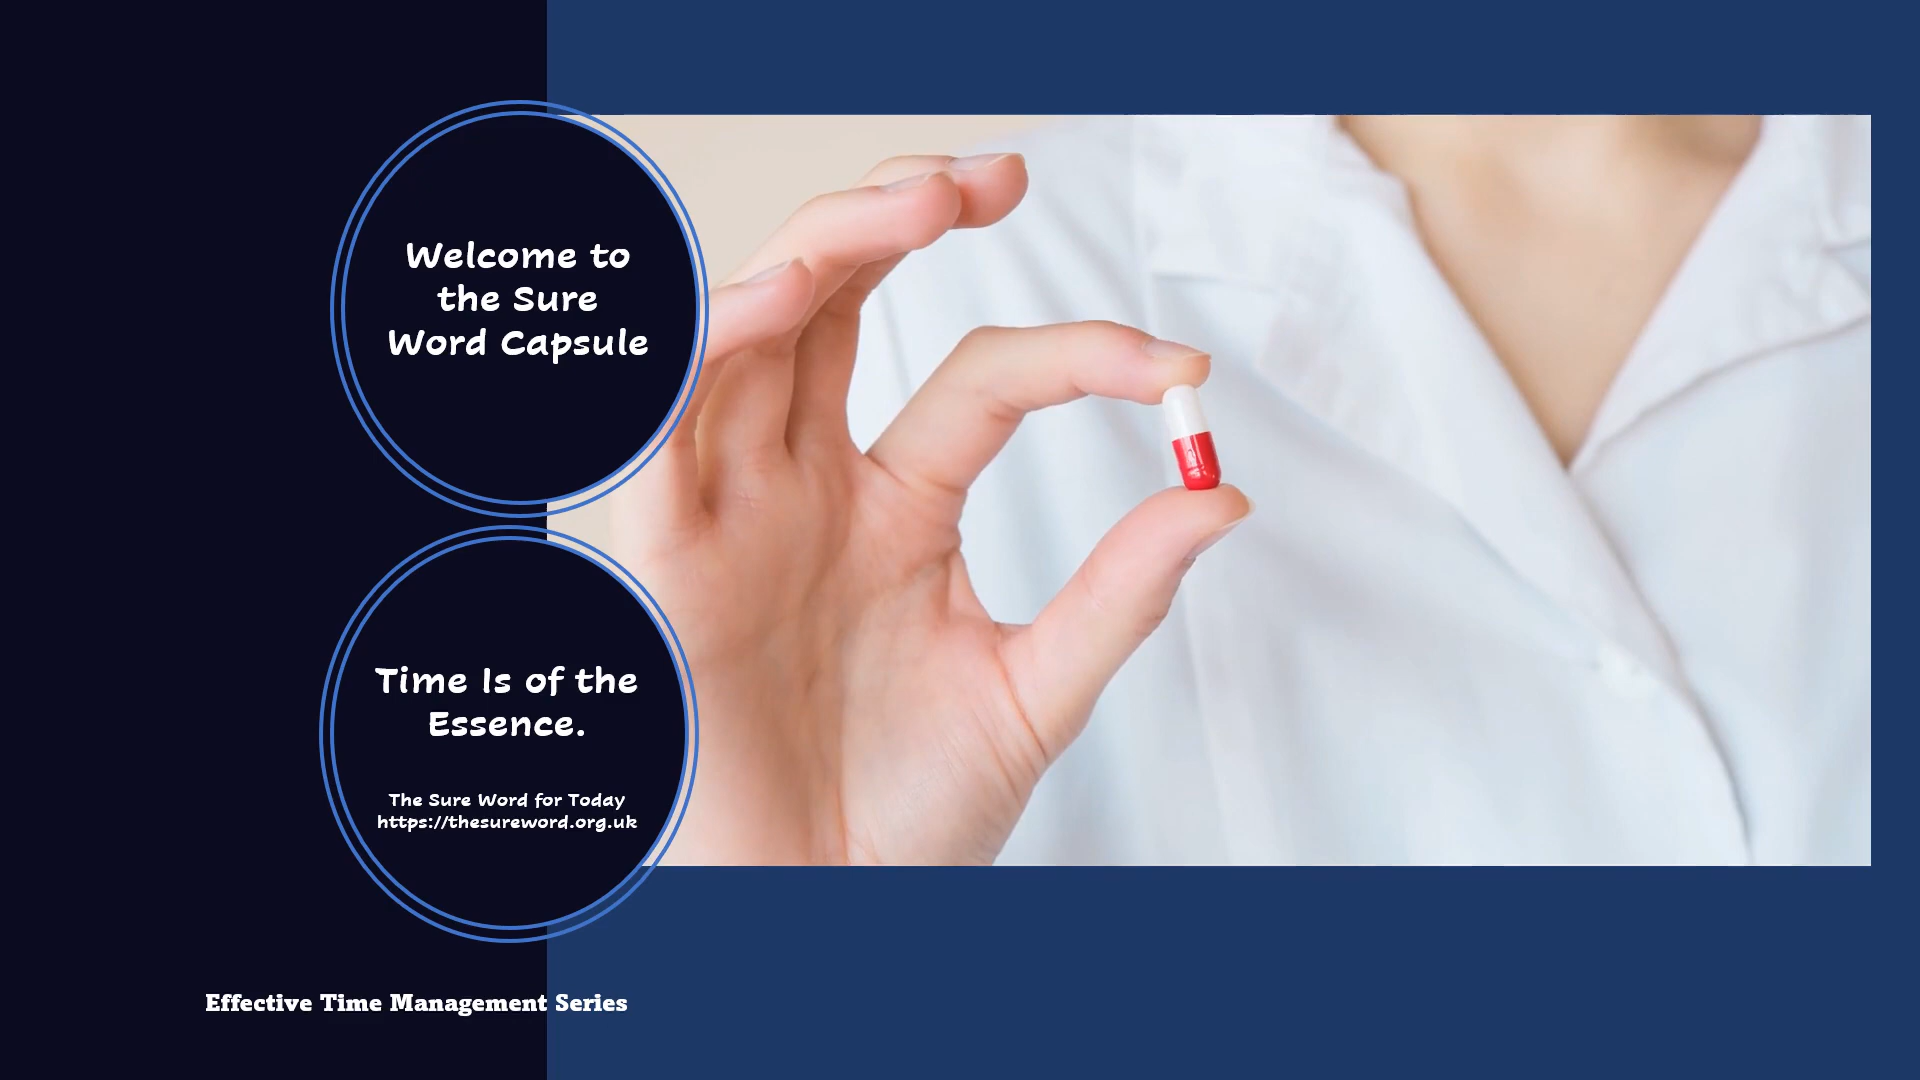 Welcome to
the Sure
Word Capsule
Time Is of the
Essence.
The Sure Word for Today
https://thesureword.org.uk
Effective Time Management Series